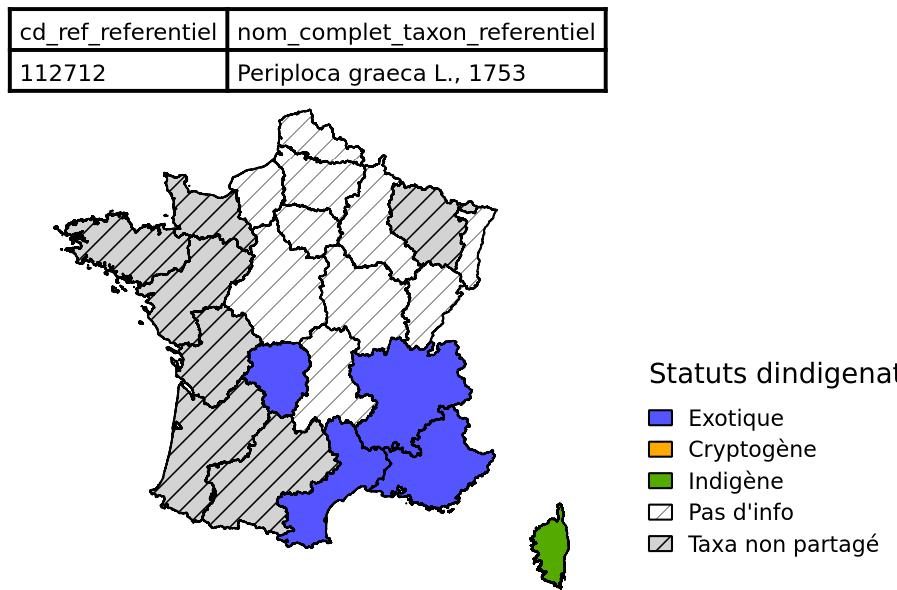 cd_ref_referentiel nom_complet_taxon_referentiel
112712 Periploca graeca L., 1753
Statuts dindigenat
Exotique
Cryptogène
Indigène
Pas d'info
Taxa non partagé